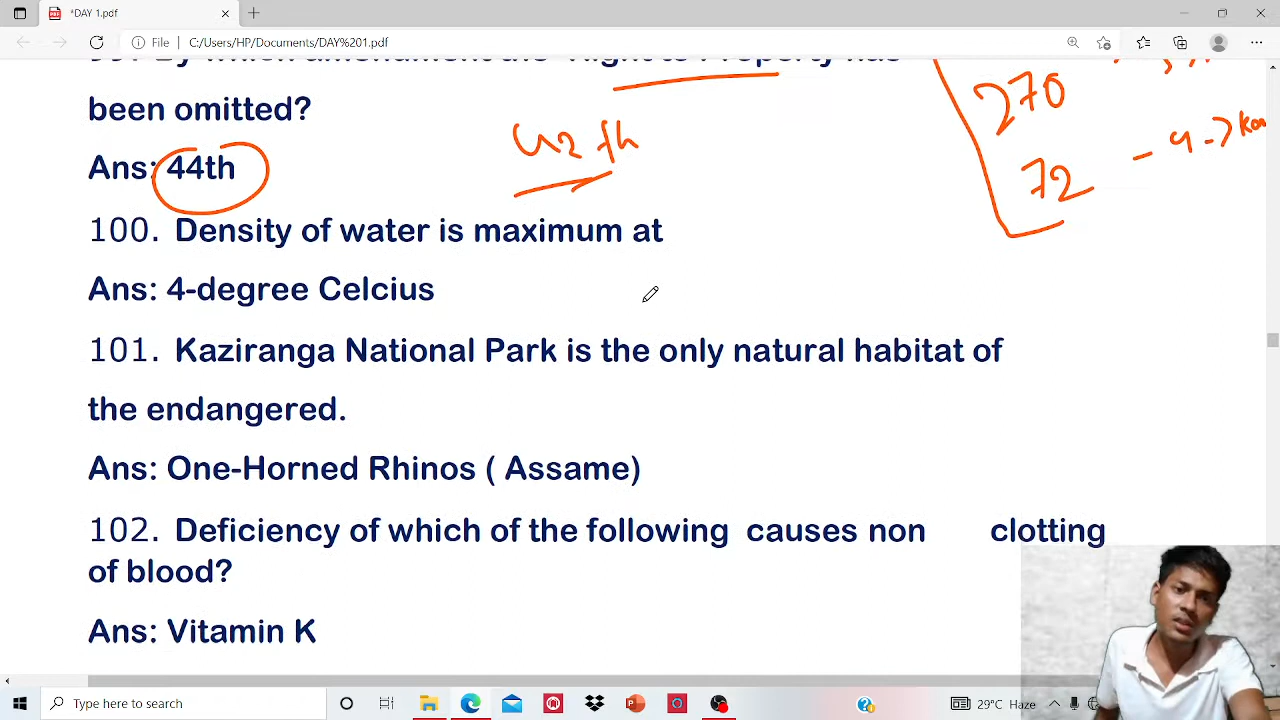 *DAY 1.pdf
File C:/Users/HP/Documents/DAY%201.pdf
been omitted?
Ans: 44th
42 th
270
72 - 9 ->
100. Density of water is maximum at
Ans: 4-degree Celcius
101. Kaziranga National Park is the only natural habitat of
the endangered.
Ans: One-Horned Rhinos ( Assame)
102. Deficiency of which of the following causes non clotting
of blood?
Ans: Vitamin K
Type here to search
29°C Haze